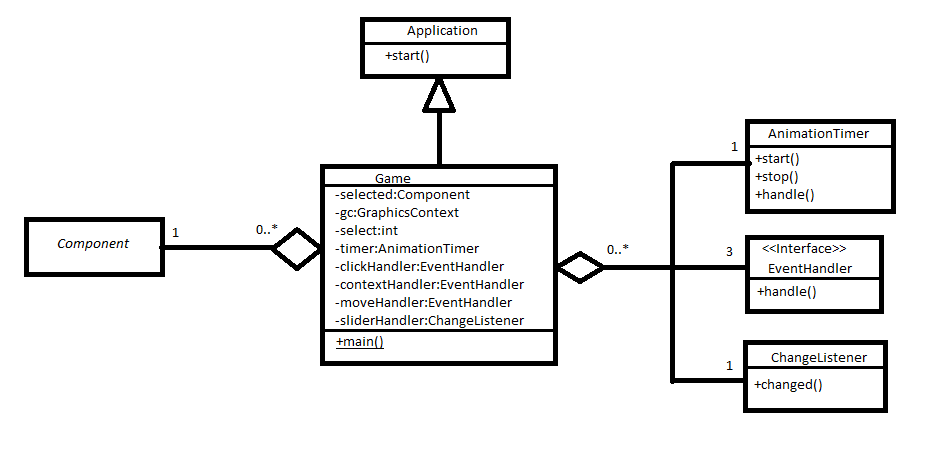 Application
+start()
Game
-selected:Component
-gc:GraphicsContext
-select:int
-timer:AnimationTimer
-clickHandler:EventHandler
-contextHandler:EventHandler
-moveHandler:EventHandler
-sliderHandler:ChangeListener
+main()
Component
1
0..*
0..*
1
AnimationTimer
+start()
+stop()
+handle()
3
<<Interface>>
EventHandler
+handle()
1
ChangeListener
+changed()